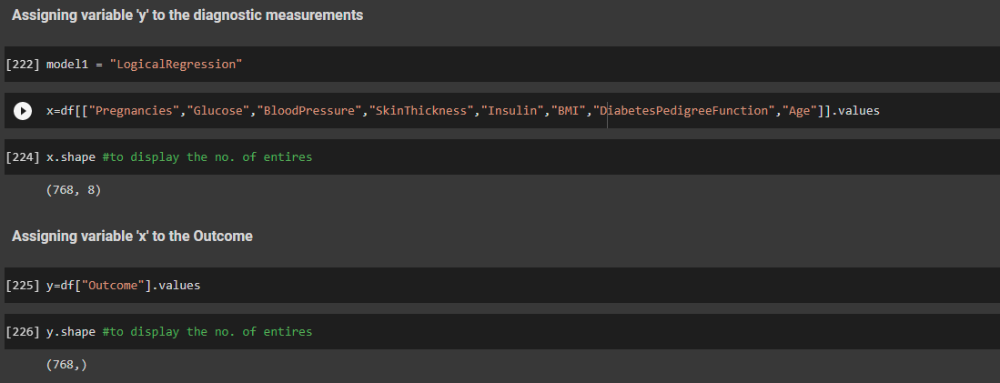 Assigning variable 'y' to the diagnostic measurements
[222] model1 = "LogicalRegression"
x=df[["Pregnancies","Glucose","BloodPressure","SkinThickness","Insulin","BMI","DiabetesPedigreeFunction","Age"]].values
[224] x.shape #to display the no. of entires
(768, 8)
Assigning variable 'x' to the Outcome
[225] y=df["Outcome"].values
[226] y.shape #to display the no. of entires
(768,)